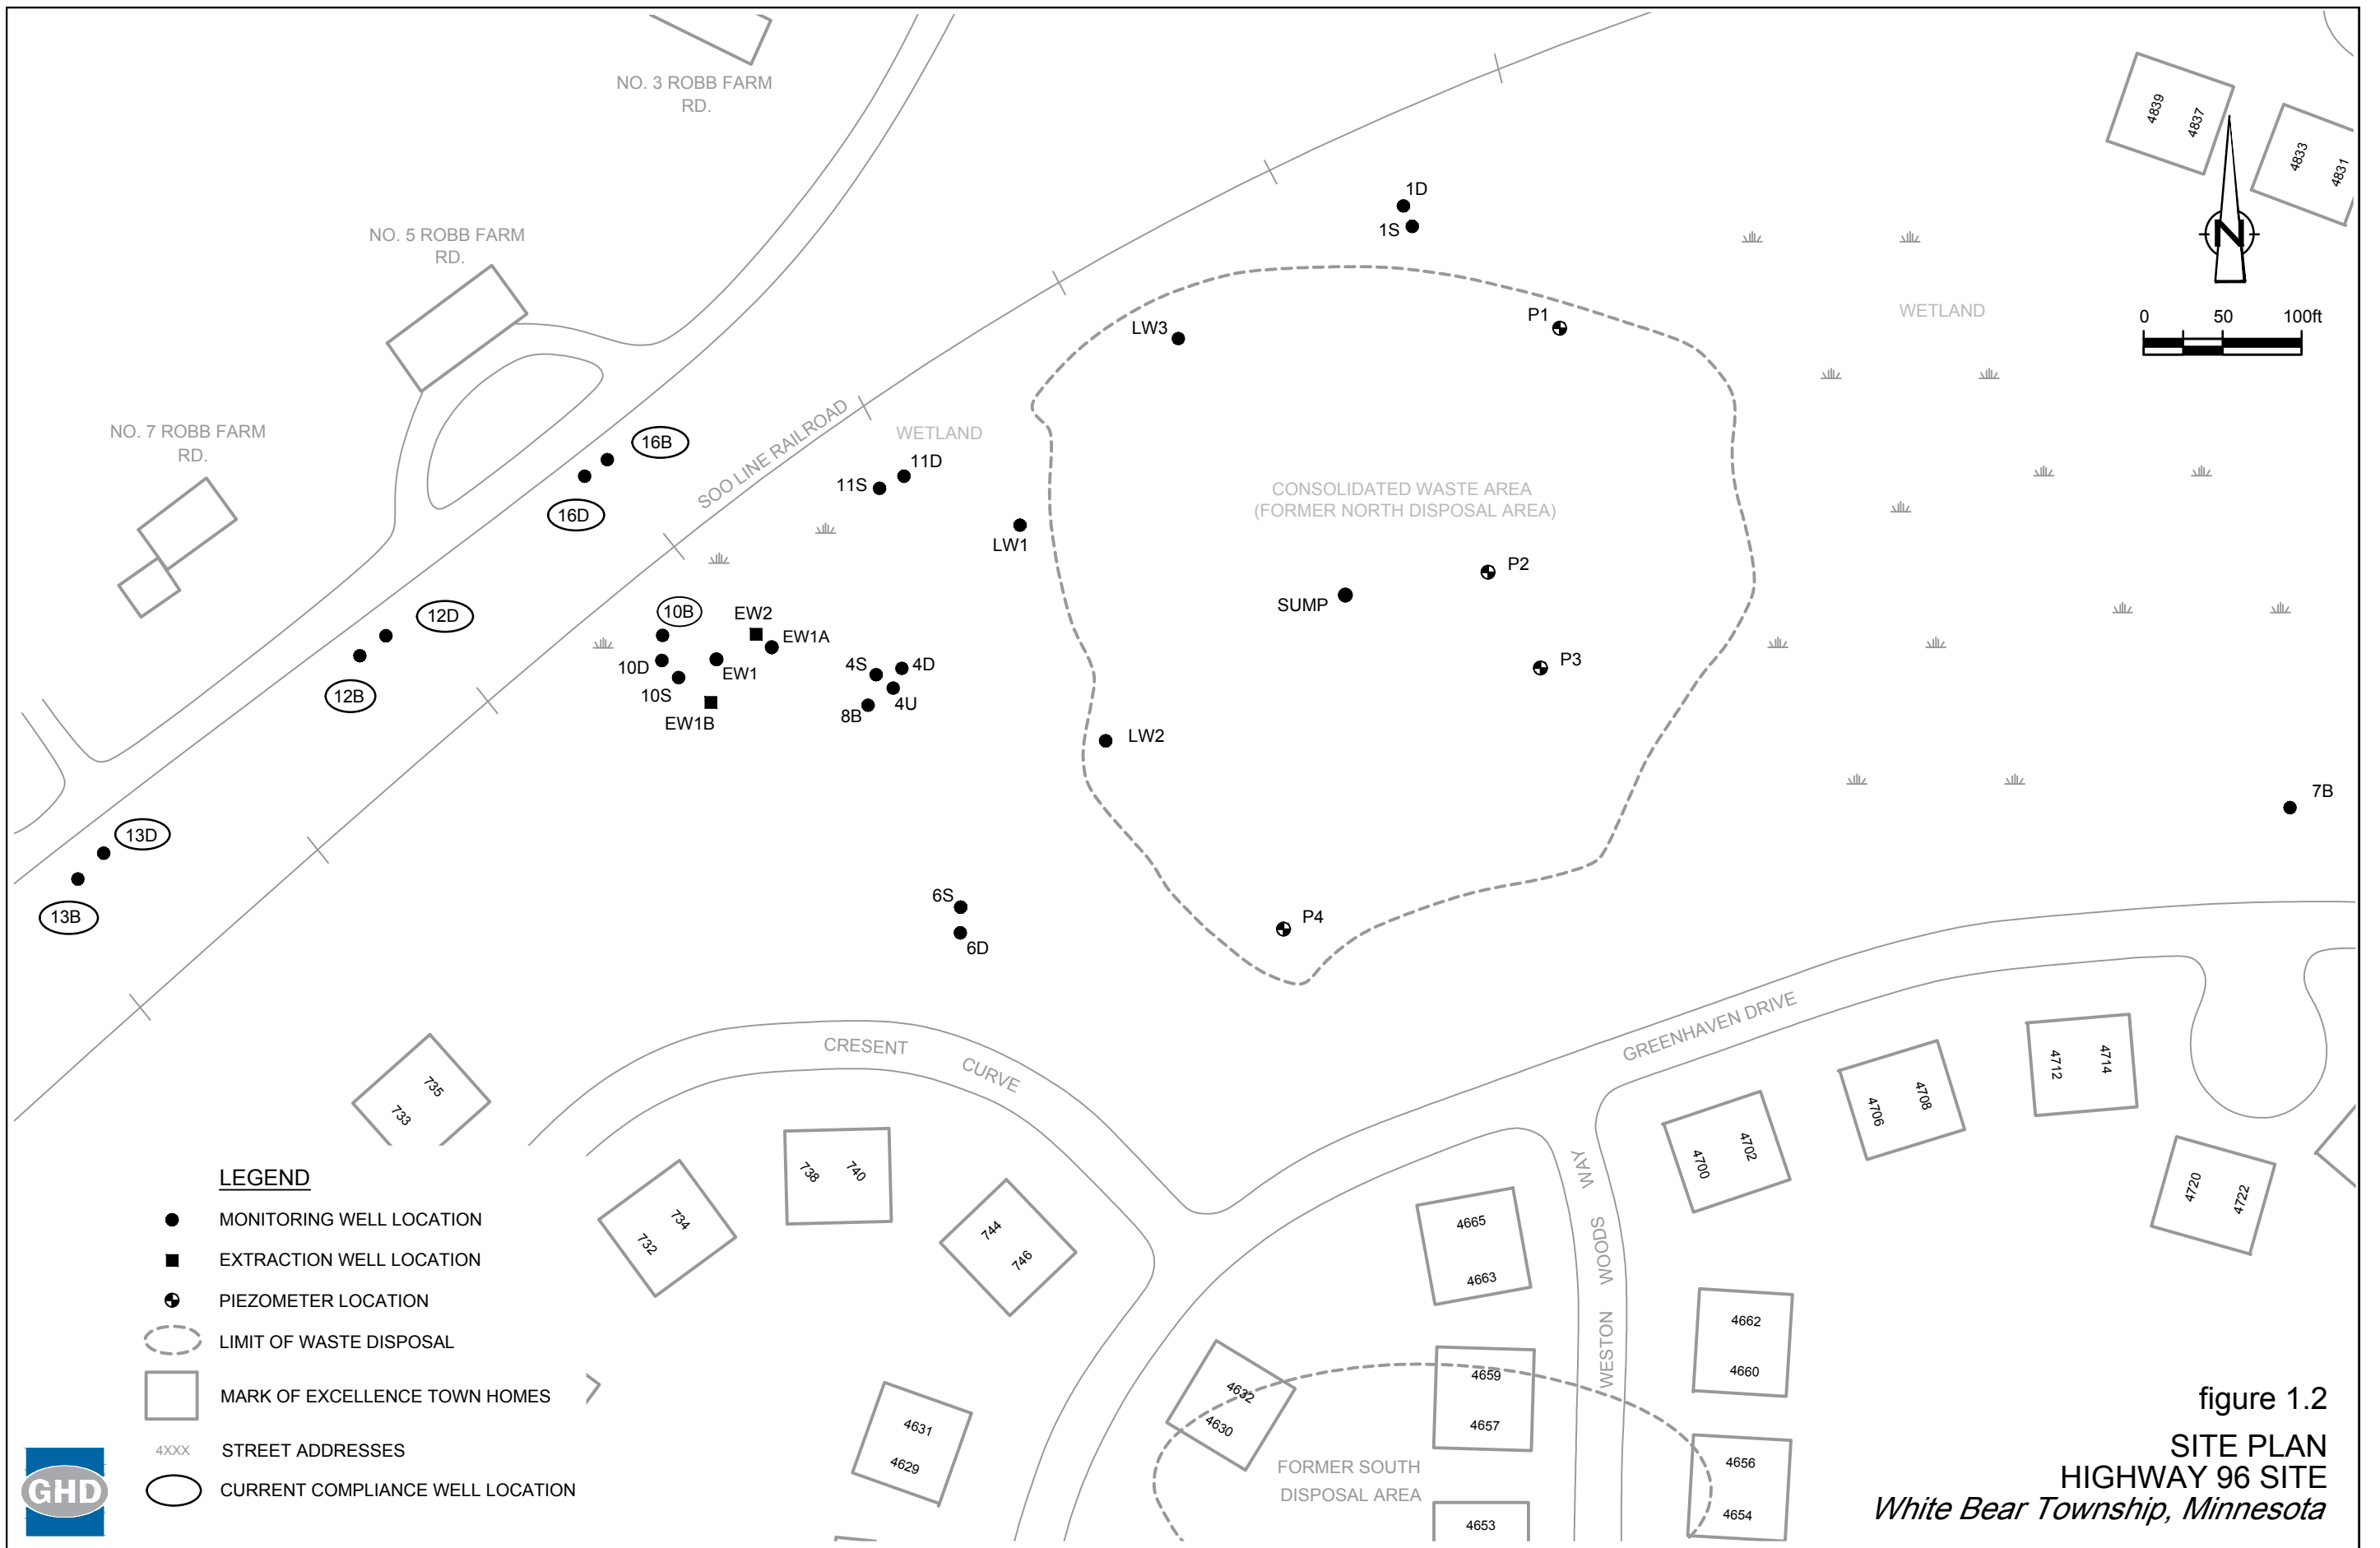 NO. 3 ROBB FARM
RD.
4839
4837
4833
4831
1D
1S
N
NO. 5 ROBB FARM
RD.
WETLAND
0 50 100ft
LW3
P1
SOO LINE RAILROAD
WETLAND
NO. 7 ROBB FARM
RD.
16B
16D
11D
11S
LW1
CONSOLIDATED WASTE AREA
(FORMER NORTH DISPOSAL AREA)
P2
SUMP
P3
12D
12B
10B
EW2
EW1A
10D
EW1
10S
EW1B
4S
4D
4U
8B
LW2
7B
13D
13B
6S
6D
P4
CRESENT CURVE
GREENHAVEN DRIVE
735
733
738
740
734
732
744
746
4631
4629
WESTON WOODS WAY
4700
4702
4706
4708
4712
4714
4720
4722
4665
4663
4662
4660
4659
4657
4632
4630
4656
4654
4653
FORMER SOUTH
DISPOSAL AREA
LEGEND
MONITORING WELL LOCATION
EXTRACTION WELL LOCATION
PIEZOMETER LOCATION
LIMIT OF WASTE DISPOSAL
MARK OF EXCELLENCE TOWN HOMES
4XXX STREET ADDRESSES
CURRENT COMPLIANCE WELL LOCATION
GHD
figure 1.2
SITE PLAN
HIGHWAY 96 SITE
White Bear Township, Minnesota